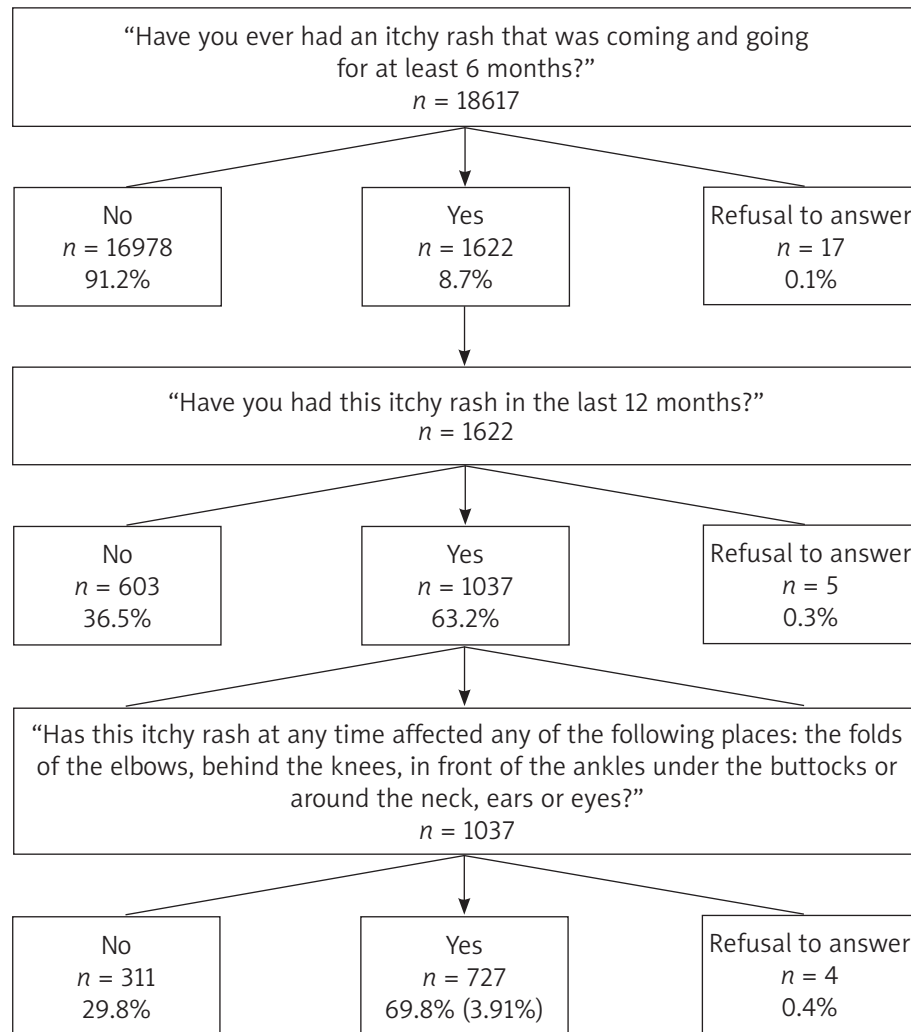 “Have you ever had an itchy rash that was coming and going
for at least 6 months?”
n = 18617
No
n = 16978
91.2%
Yes
n = 1622
8.7%
Refusal to answer
n = 17
0.1%
“Have you had this itchy rash in the last 12 months?”
n = 1622
No
n = 603
36.5%
Yes
n = 1037
63.2%
Refusal to answer
n = 5
0.3%
“Has this itchy rash at any time affected any of the following places: the folds
of the elbows, behind the knees, in front of the ankles under the buttocks or
around the neck, ears or eyes?”
n = 1037
No
n = 311
29.8%
Yes
n = 727
69.8% (3.91%)
Refusal to answer
n = 4
0.4%